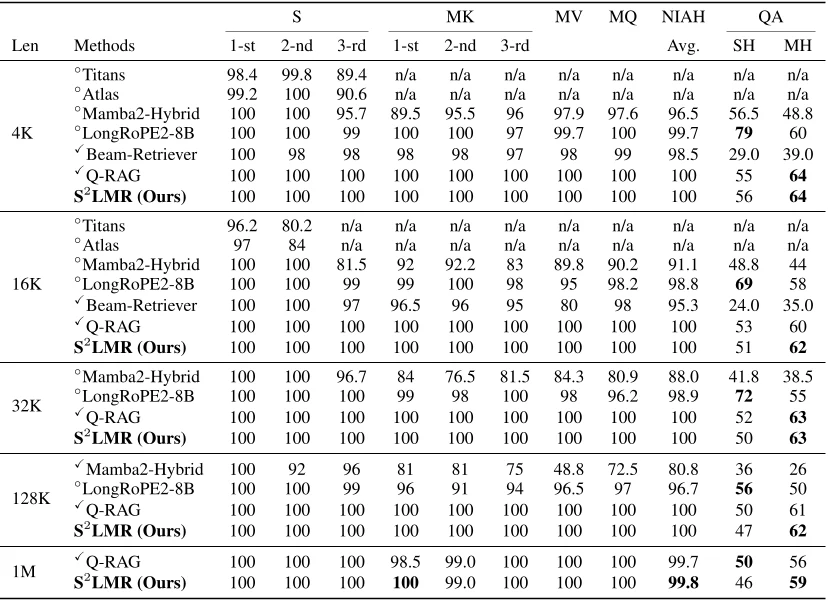 S MK MV MQ NIAH QA
Len Methods 1-st 2-nd 3-rd 1-st 2-nd 3-rd Avg. SH MH
°Titans 98.4 99.8 89.4 n/a n/a n/a n/a n/a n/a n/a n/a
°Atlas 99.2 100 90.6 n/a n/a n/a n/a n/a n/a n/a n/a
°Mamba2-Hybrid 100 100 95.7 89.5 95.5 96 97.9 97.6 96.5 56.5 48.8
4K °LongRoPE2-8B 100 100 99 100 100 97 99.7 100 99.7 79 60
✓Beam-Retriever 100 98 98 98 98 97 98 99 98.5 29.0 39.0
✓Q-RAG 100 100 100 100 100 100 100 100 100 55 64
S²LMR (Ours) 100 100 100 100 100 100 100 100 100 56 64
°Titans 96.2 80.2 n/a n/a n/a n/a n/a n/a n/a n/a n/a
°Atlas 97 84 n/a n/a n/a n/a n/a n/a n/a n/a n/a
°Mamba2-Hybrid 100 100 81.5 92 92.2 83 89.8 90.2 91.1 48.8 44
16K °LongRoPE2-8B 100 100 99 99 100 98 95 98.2 98.8 69 58
✓Beam-Retriever 100 100 97 96.5 96 95 80 98 95.3 24.0 35.0
✓Q-RAG 100 100 100 100 100 100 100 100 100 53 60
S²LMR (Ours) 100 100 100 100 100 100 100 100 100 51 62
°Mamba2-Hybrid 100 100 96.7 84 76.5 81.5 84.3 80.9 88.0 41.8 38.5
32K °LongRoPE2-8B 100 100 100 99 98 100 98 96.2 98.9 72 55
✓Q-RAG 100 100 100 100 100 100 100 100 100 52 63
S²LMR (Ours) 100 100 100 100 100 100 100 100 100 50 63
✓Mamba2-Hybrid 100 92 96 81 81 75 48.8 72.5 80.8 36 26
128K °LongRoPE2-8B 100 100 99 96 91 94 96.5 97 96.7 56 50
✓Q-RAG 100 100 100 100 100 100 100 100 100 50 61
S²LMR (Ours) 100 100 100 100 100 100 100 100 100 47 62
1M ✓Q-RAG 100 100 100 98.5 99.0 100 100 100 99.7 50 56
S²LMR (Ours) 100 100 100 100 99.0 100 100 100 99.8 46 59